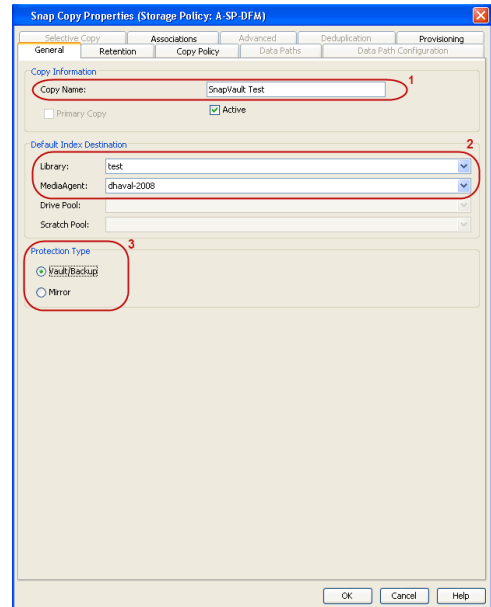 Snap Copy Properties (Storage Policy: A-SP-DFM)
Selective Copy Associations Advanced Deduplication Provisioning
General Retention Copy Policy Data Paths Data Path Configuration
Copy Information
1
Copy Name: SnapVault Test
Primary Copy Active
Default Index Destination
2
Library: test
MediaAgent: dhaval-2008
Drive Pool:
Scratch Pool:
Protection Type
3
Vault/Backup
Mirror
OK Cancel Help